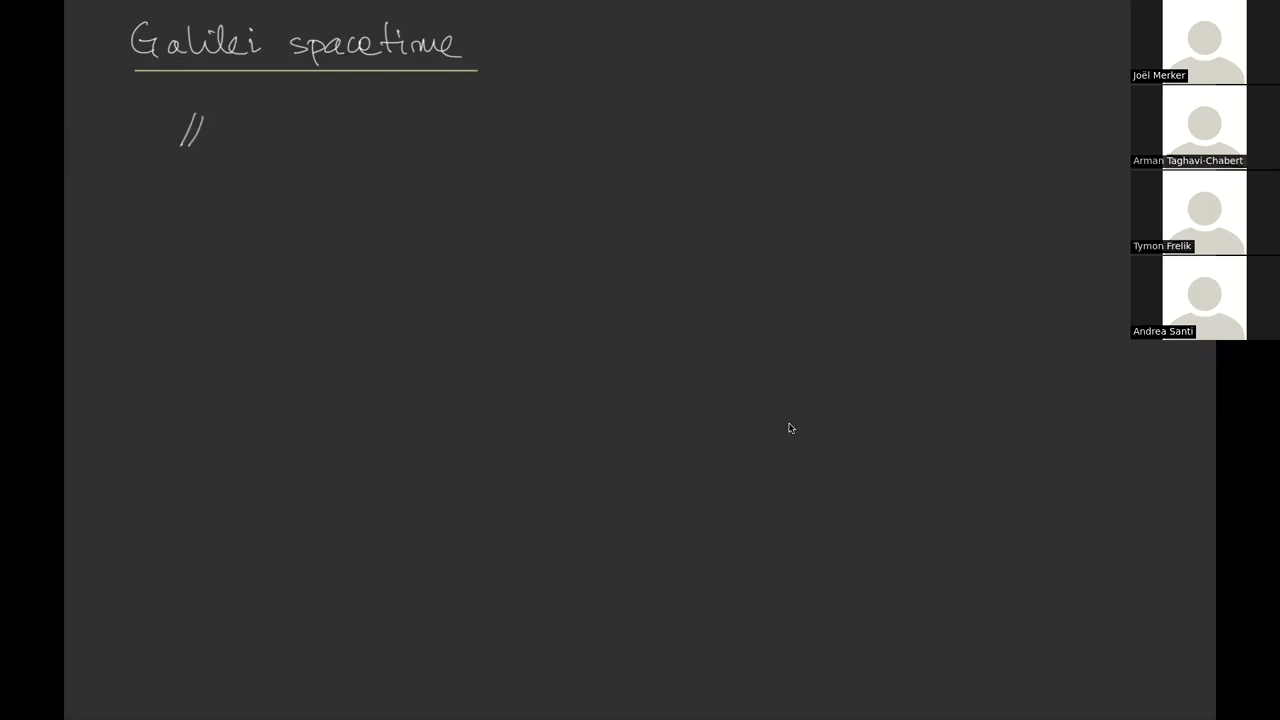 Galilei spacetime
//
Joël Merker
Arman Taghavi-Chabert
Tymon Frelik
Andrea Santi